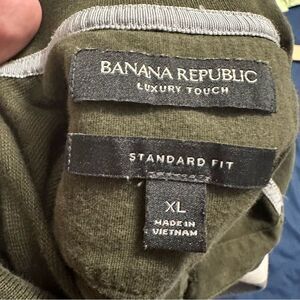 BANANA REPUBLIC
LUXURY TOUCH
STANDARD FIT
XL
MADE IN
VIETNAM